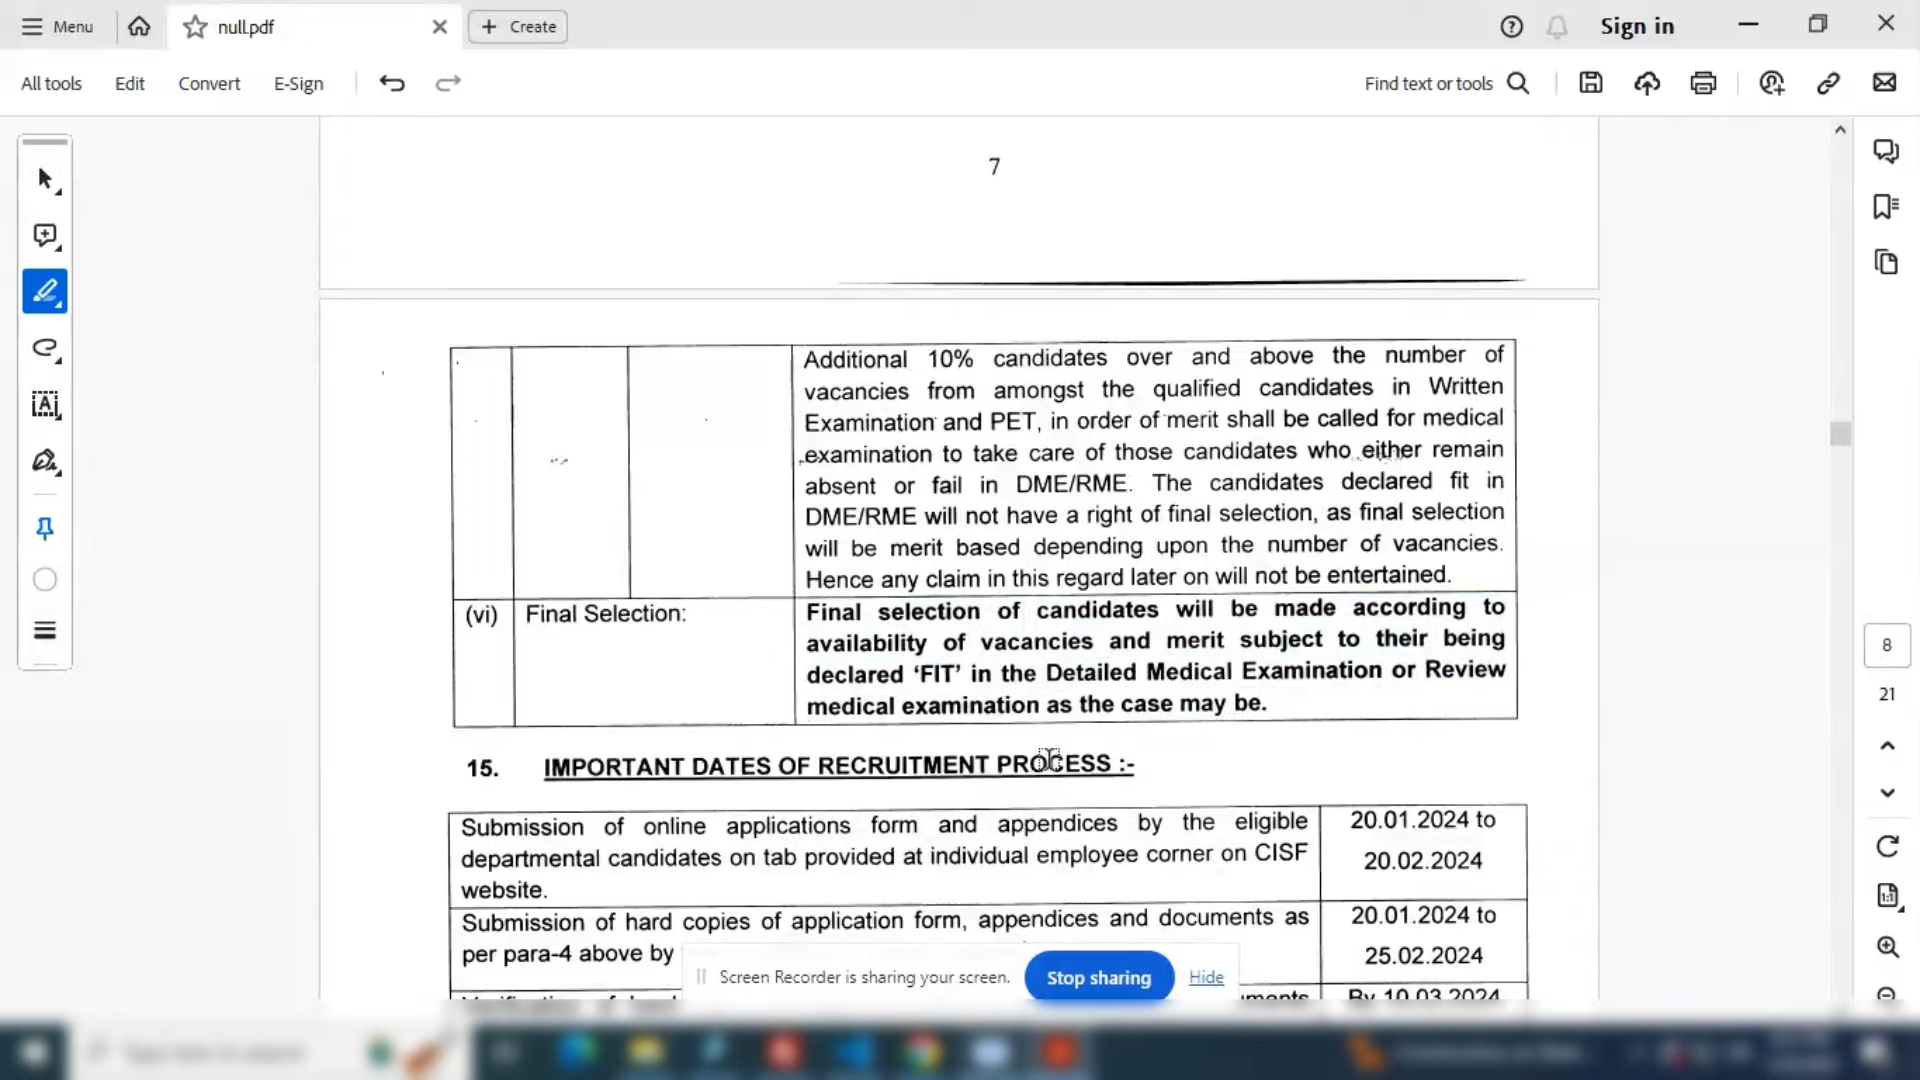 Menu
null.pdf
Create
Sign in
All tools
Edit
Convert
E-Sign
Find text or tools
7
Additional 10% candidates over and above the number of
vacancies from amongst the qualified candidates in Written
Examination and PET, in order of merit shall be called for medical
examination to take care of those candidates who either remain
absent or fail in DME/RME. The candidates declared fit in
DME/RME will not have a right of final selection, as final selection
will be merit based depending upon the number of vacancies.
Hence any claim in this regard later on will not be entertained.
(vi) Final Selection:
Final selection of candidates will be made according to
availability of vacancies and merit subject to their being
declared ‘FIT’ in the Detailed Medical Examination or Review
medical examination as the case may be.
15. IMPORTANT DATES OF RECRUITMENT PROCESS :-
Submission of online applications form and appendices by the eligible
departmental candidates on tab provided at individual employee corner on CISF
website.
20.01.2024 to
20.02.2024
Submission of hard copies of application form, appendices and documents as
per para-4 above by
20.01.2024 to
25.02.2024
By 10.03.2024
Screen Recorder is sharing your screen.
Stop sharing
Hide
8
21
Type here to search